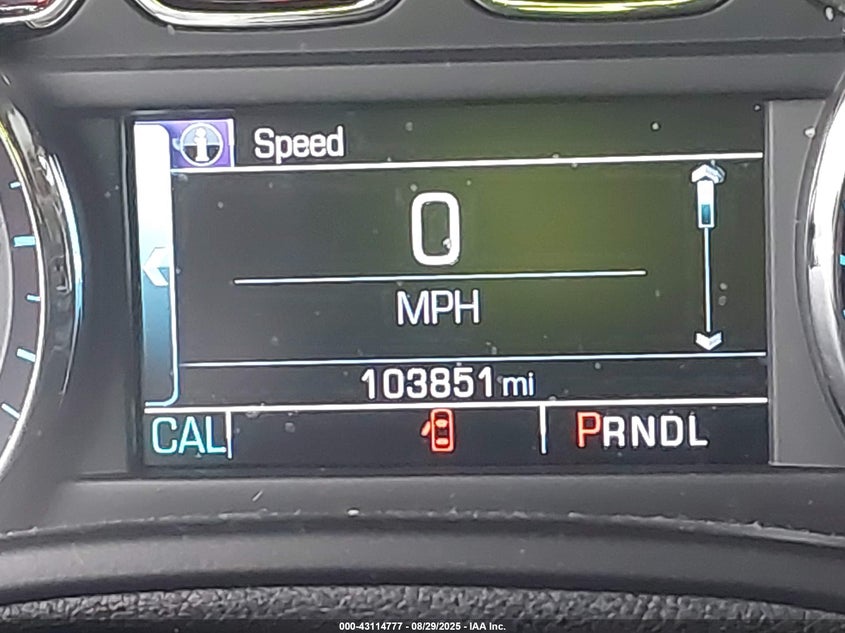 Speed
0
MPH
103851 mi
CAL
PRNDL
000-43114777 - 08/29/2025 - IAA Inc.